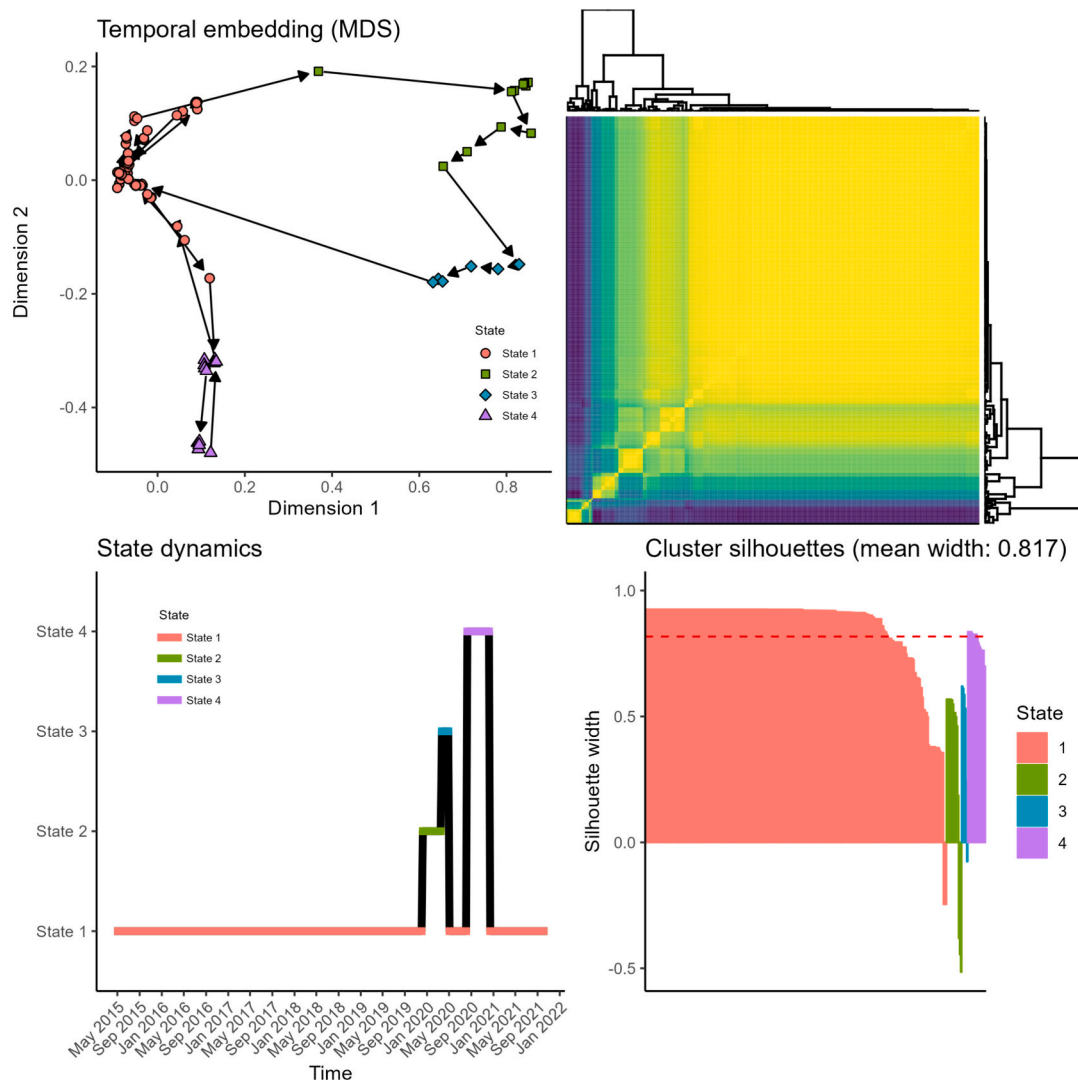 Temporal embedding (MDS)
0.2
0.0
-0.2
-0.4
Dimension 2
0.0
0.2
0.4
0.6
0.8
Dimension 1
State
State 1
State 2
State 3
State 4
State dynamics
State 4
State 3
State 2
State 1
State
State 1
State 2
State 3
State 4
May 2015
Sep 2015
Jan 2016
May 2016
Sep 2016
Jan 2017
May 2017
Sep 2017
Jan 2018
May 2018
Sep 2018
Jan 2019
May 2019
Sep 2019
Jan 2020
May 2020
Sep 2020
Jan 2021
May 2021
Sep 2021
Jan 2022
Time
Cluster silhouettes (mean width: 0.817)
1.0
0.5
0.0
-0.5
Silhouette width
State
1
2
3
4